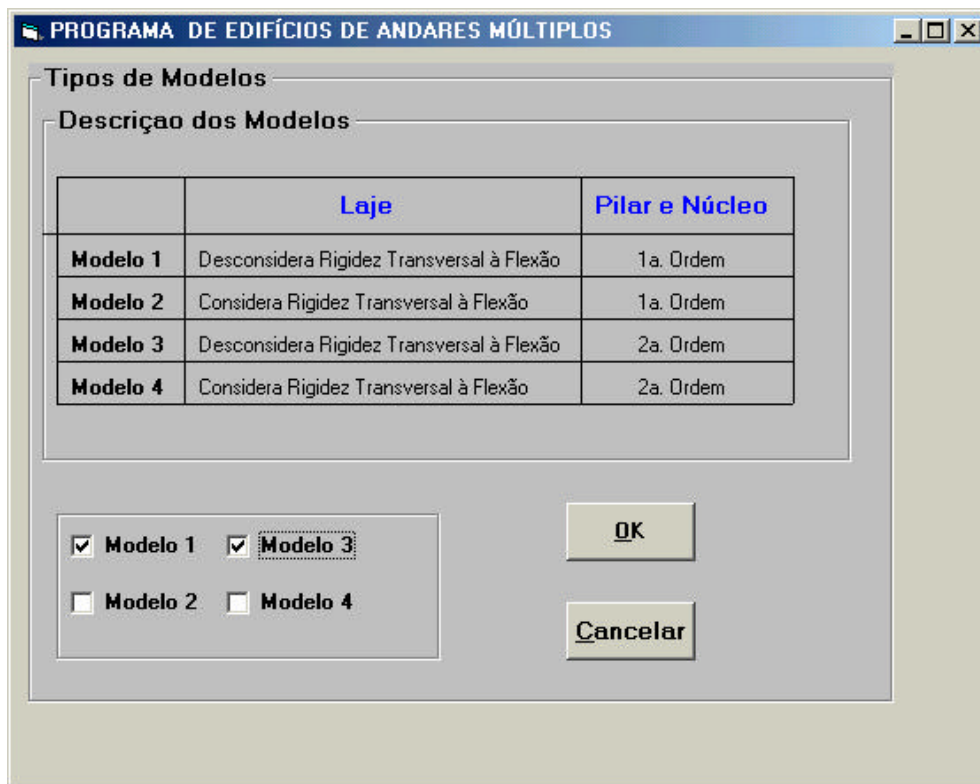 PROGRAMA DE EDIFÍCIOS DE ANDARES MÚLTIPLOS
Tipos de Modelos
Descriçao dos Modelos
Laje Pilar e Núcleo
Modelo 1 Desconsidera Rigidez Transversal à Flexão 1a. Ordem
Modelo 2 Considera Rigidez Transversal à Flexão 1a. Ordem
Modelo 3 Desconsidera Rigidez Transversal à Flexão 2a. Ordem
Modelo 4 Considera Rigidez Transversal à Flexão 2a. Ordem
Modelo 1 Modelo 3
Modelo 2 Modelo 4
OK
Cancelar